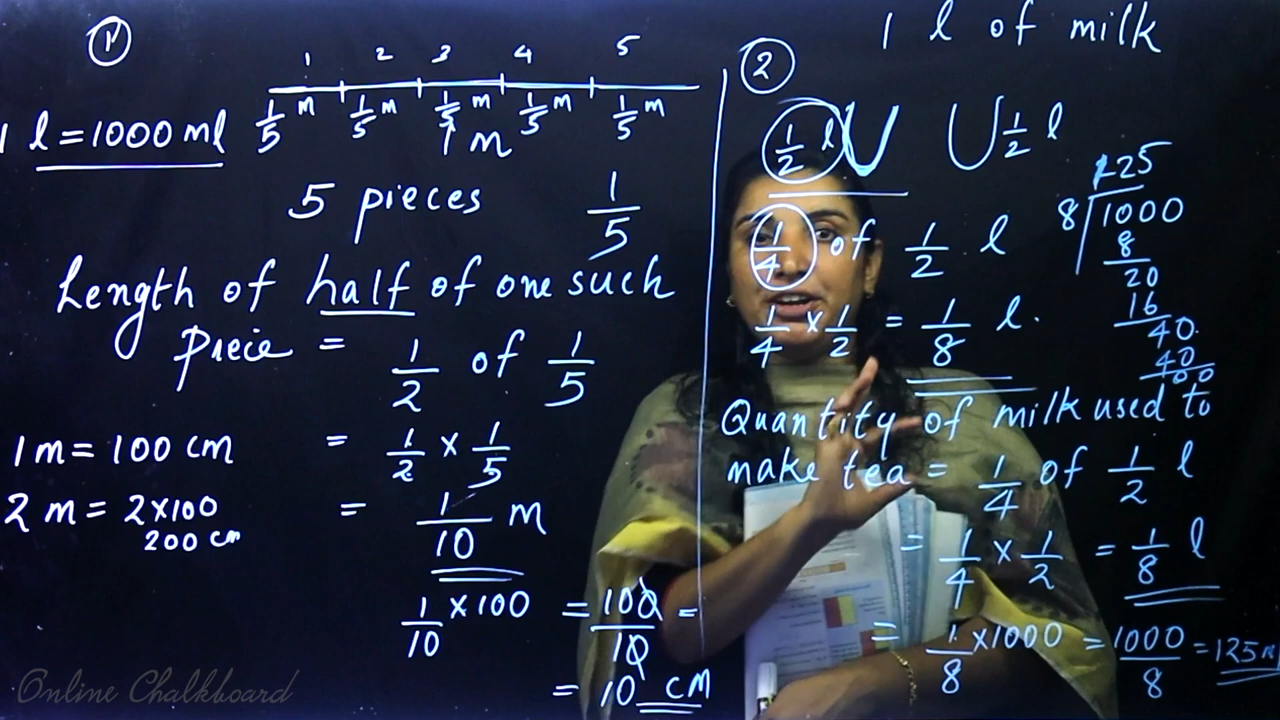 ①
1 2 3 4 5
1/5 m 1/5 m 1/5 m 1/5 m 1/5 m
1 l = 1000 ml
1 m
5 pieces 1/5
Length of half of one such
piece = 1/2 of 1/5
1 m = 100 cm
= 1/2 × 1/5
2 m = 2×100
200 cm
= 1/10 m
1/10 × 100 = 100/10 =
= 10 cm
Online Chalkboard
②
1 l of milk
1/2 l 1/2 l
1/4 of 1/2 l
1/4 × 1/2 = 1/8 l.
125
8 1000
8
20
16
40
40
00
Quantity of milk used to
make tea = 1/4 of 1/2 l
= 1/4 × 1/2 = 1/8 l
= 1/8 × 1000 = 1000/8 = 125 m